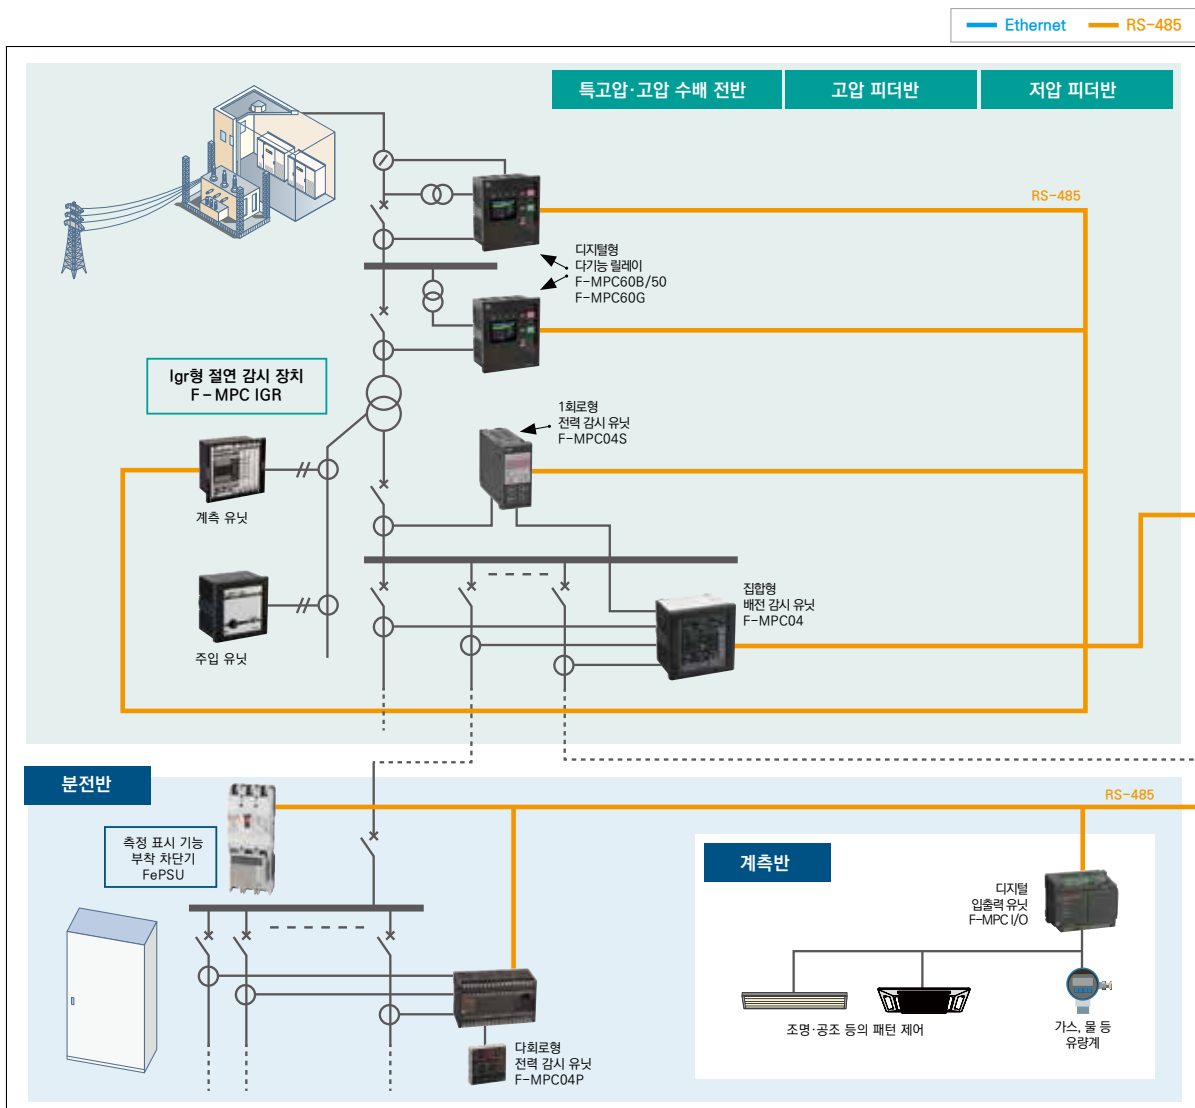 Ethernet
RS-485
특고압·고압 수배 전반
고압 피더반
저압 피더반
RS-485
디지털형
다기능 릴레이
F-MPC60B/50
F-MPC60G
Igr형 절연 감시 장치
F-MPC IGR
1회로형
전력 감시 유닛
F-MPC04S
계측 유닛
집합형
배전 감시 유닛
F-MPC04
주입 유닛
분전반
RS-485
측정 표시 기능
부착 차단기
FePSU
계측반
디지털
입출력 유닛
F-MPC I/O
조명·공조 등의 패턴 제어
가스, 물 등
유량계
다회로형
전력 감시 유닛
F-MPC04P